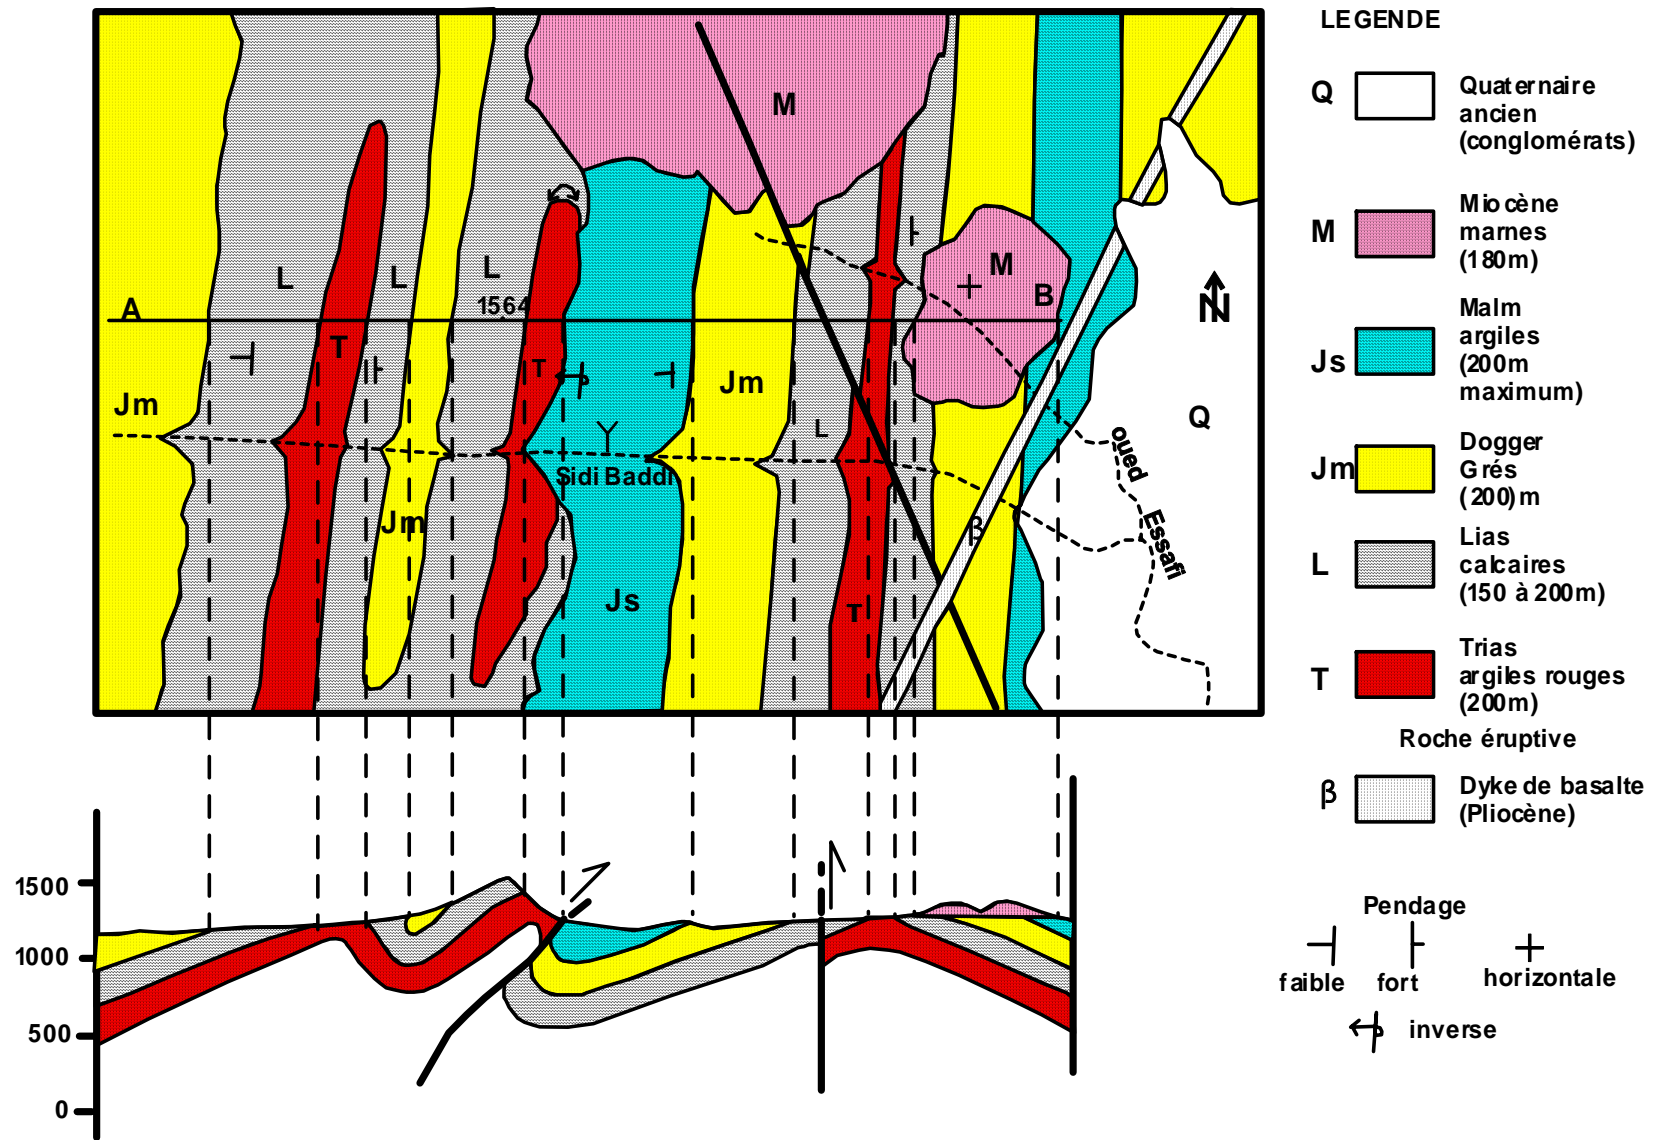 LEGENDE
Q
Quaternaire
ancien
(conglomérats)
M
Miocène
marnes
(180m)
Js
Malm
argiles
(200m
maximum)
Jm
Dogger
Grés
(200)m
L
Lias
calcaires
(150 à 200m)
T
Trias
argiles rouges
(200m)
Roche éruptive
β
Dyke de basalte
(Pliocène)
Pendage
faible
fort
horizontale
inverse
M
L
L
L
M
B
A
1564
N
T
T
Jm
Jm
Q
L
Y
Sidi Baddi
oued
Essafi
Jm
β
Js
T
1500
1000
500
0